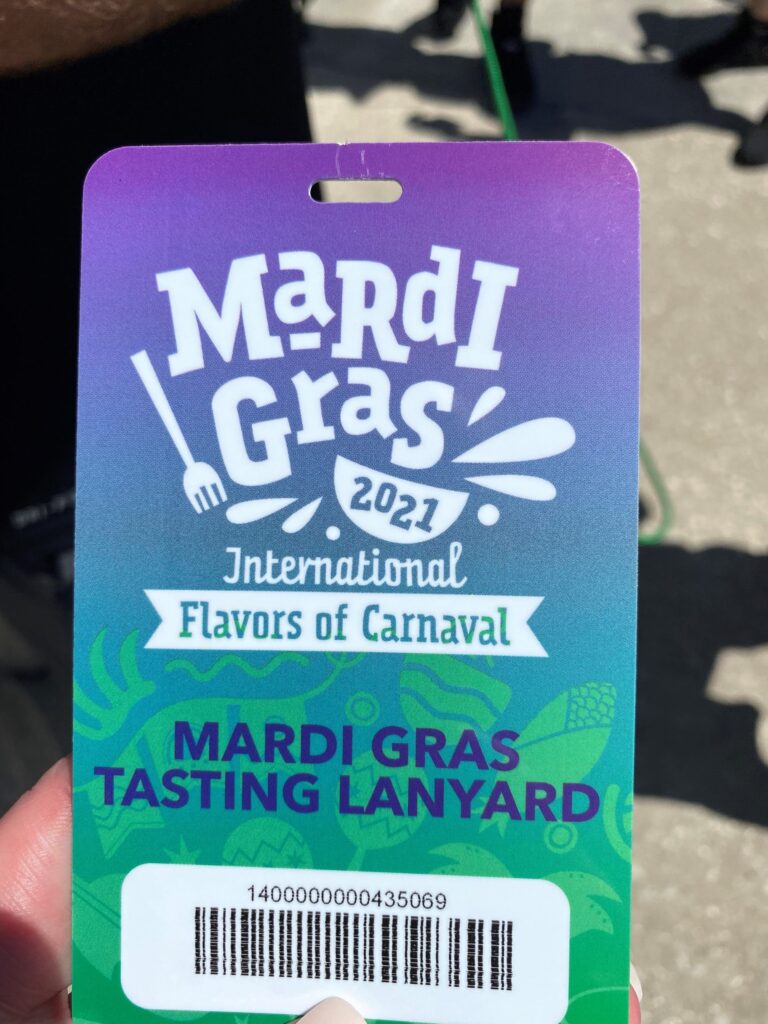 MaRdI
Gras
2021
International
Flavors of Carnaval
MARDI GRAS
TASTING LANYARD
1400000000435069